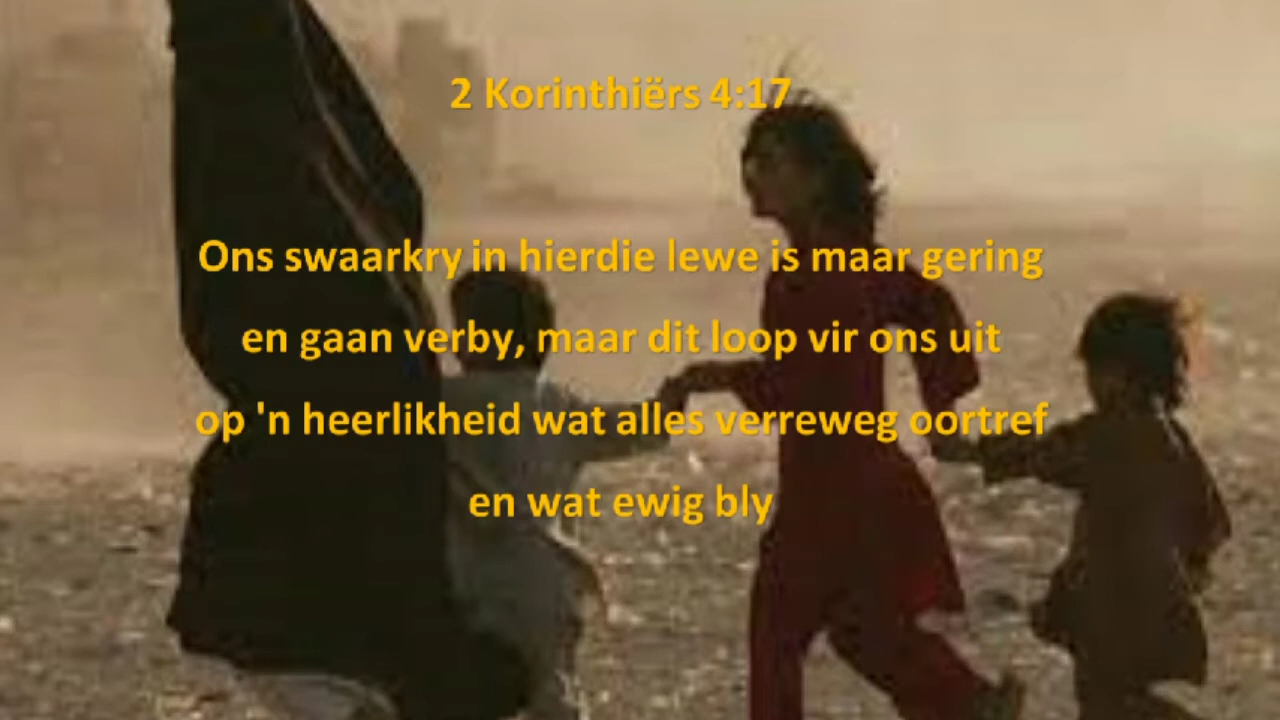 2 Korinthiërs 4:17
Ons swaarkry in hierdie lewe is maar gering
en gaan verby, maar dit loop vir ons uit
op 'n heerlikheid wat alles verreweg oortref
en wat ewig bly